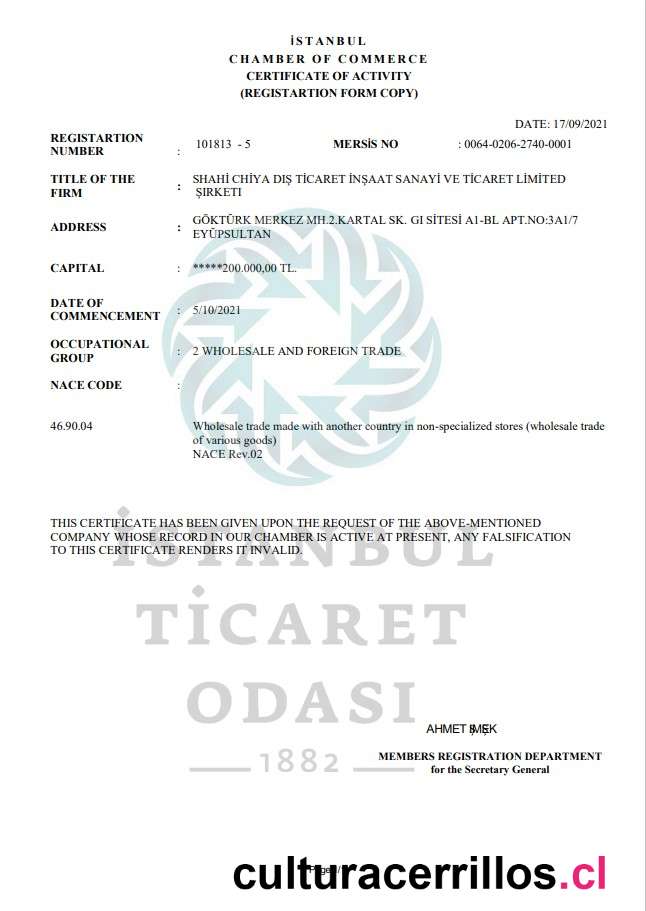 İSTANBUL
CHAMBER OF COMMERCE
CERTIFICATE OF ACTIVITY
(REGISTARTION FORM COPY)
DATE: 17/09/2021
REGISTARTION NUMBER : 101813 - 5 MERSİS NO : 0064-0206-2740-0001
TITLE OF THE FIRM : SHAHİ CHİYA DIŞ TİCARET İNŞAAT SANAYİ VE TİCARET LİMİTED
ŞIRKETI
ADDRESS : GÖKTÜRK MERKEZ MH.2.KARTAL SK. GI SİTESİ A1-BL APT.NO:3A1/7
EYÜPSULTAN
CAPITAL : *****200.000,00 TL.
DATE OF COMMENCEMENT : 5/10/2021
OCCUPATIONAL GROUP : 2 WHOLESALE AND FOREIGN TRADE
NACE CODE :
46.90.04 Wholesale trade made with another country in non-specialized stores (wholesale trade
of various goods)
NACE Rev.02
THIS CERTIFICATE HAS BEEN GIVEN UPON THE REQUEST OF THE ABOVE-MENTIONED
COMPANY WHOSE RECORD IN OUR CHAMBER IS ACTIVE AT PRESENT, ANY FALSIFICATION
TO THIS CERTIFICATE RENDERS IT INVALID.
İSTANBUL
TİCARET
ODASI
1882
AHMET
MEMBERS REGISTRATION DEPARTMENT
for the Secretary General
culturacerrillos.cl